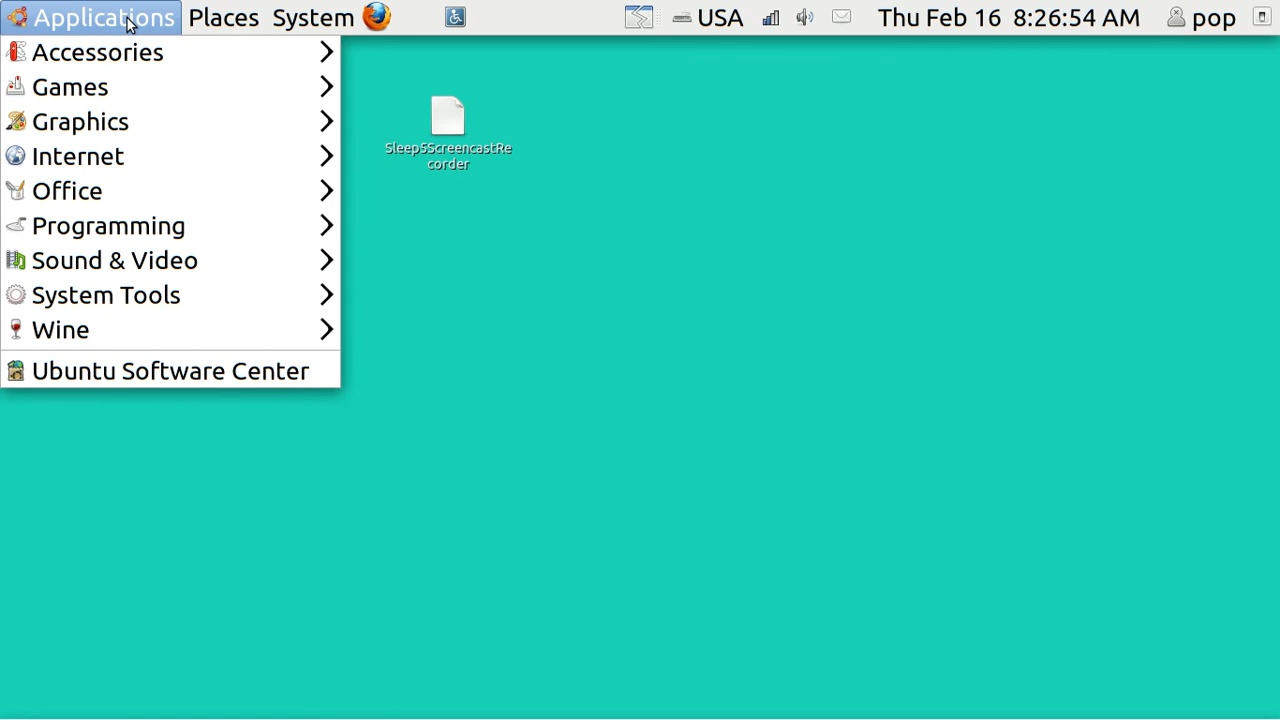 Applications Places System USA Thu Feb 16 8:26:54 AM pop
Accessories
Games
Graphics
Internet
Office
Programming
Sound & Video
System Tools
Wine
Ubuntu Software Center
Sleep5ScreencastRe
corder